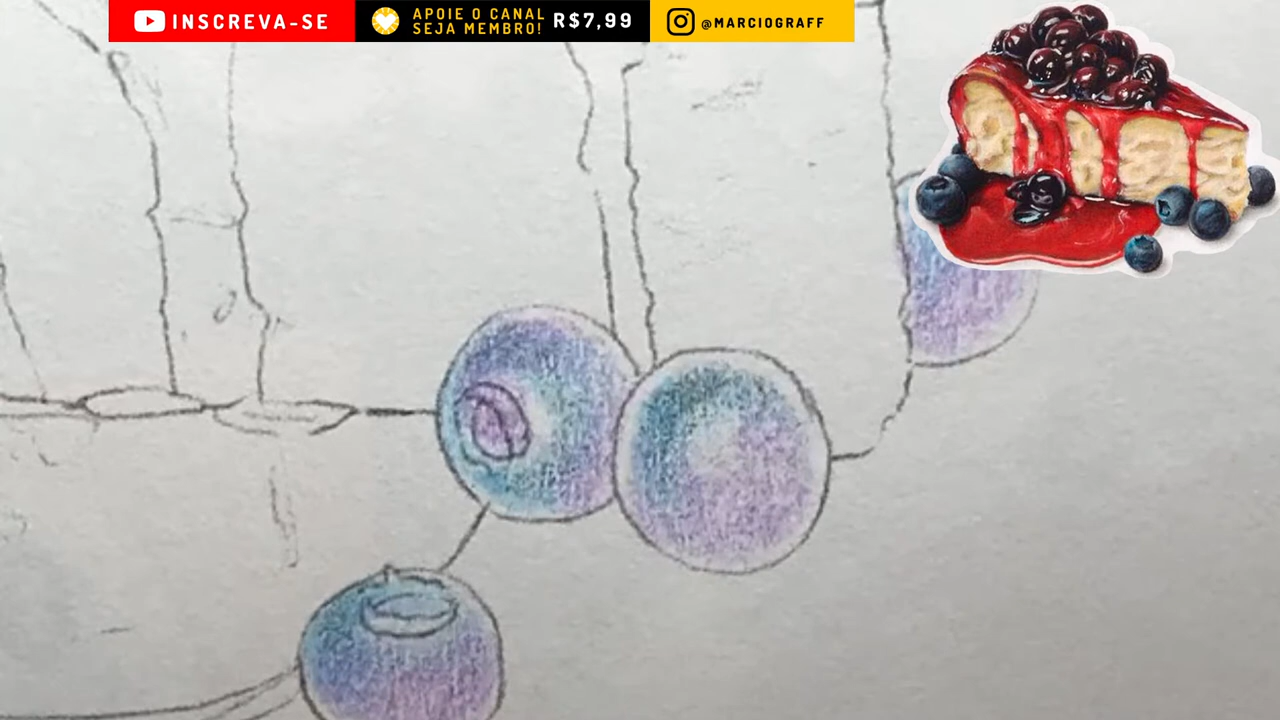 INSCREVA-SE
APOIE O CANAL
SEJA MEMBRO!
R$7,99
@MARCIOGRAFF